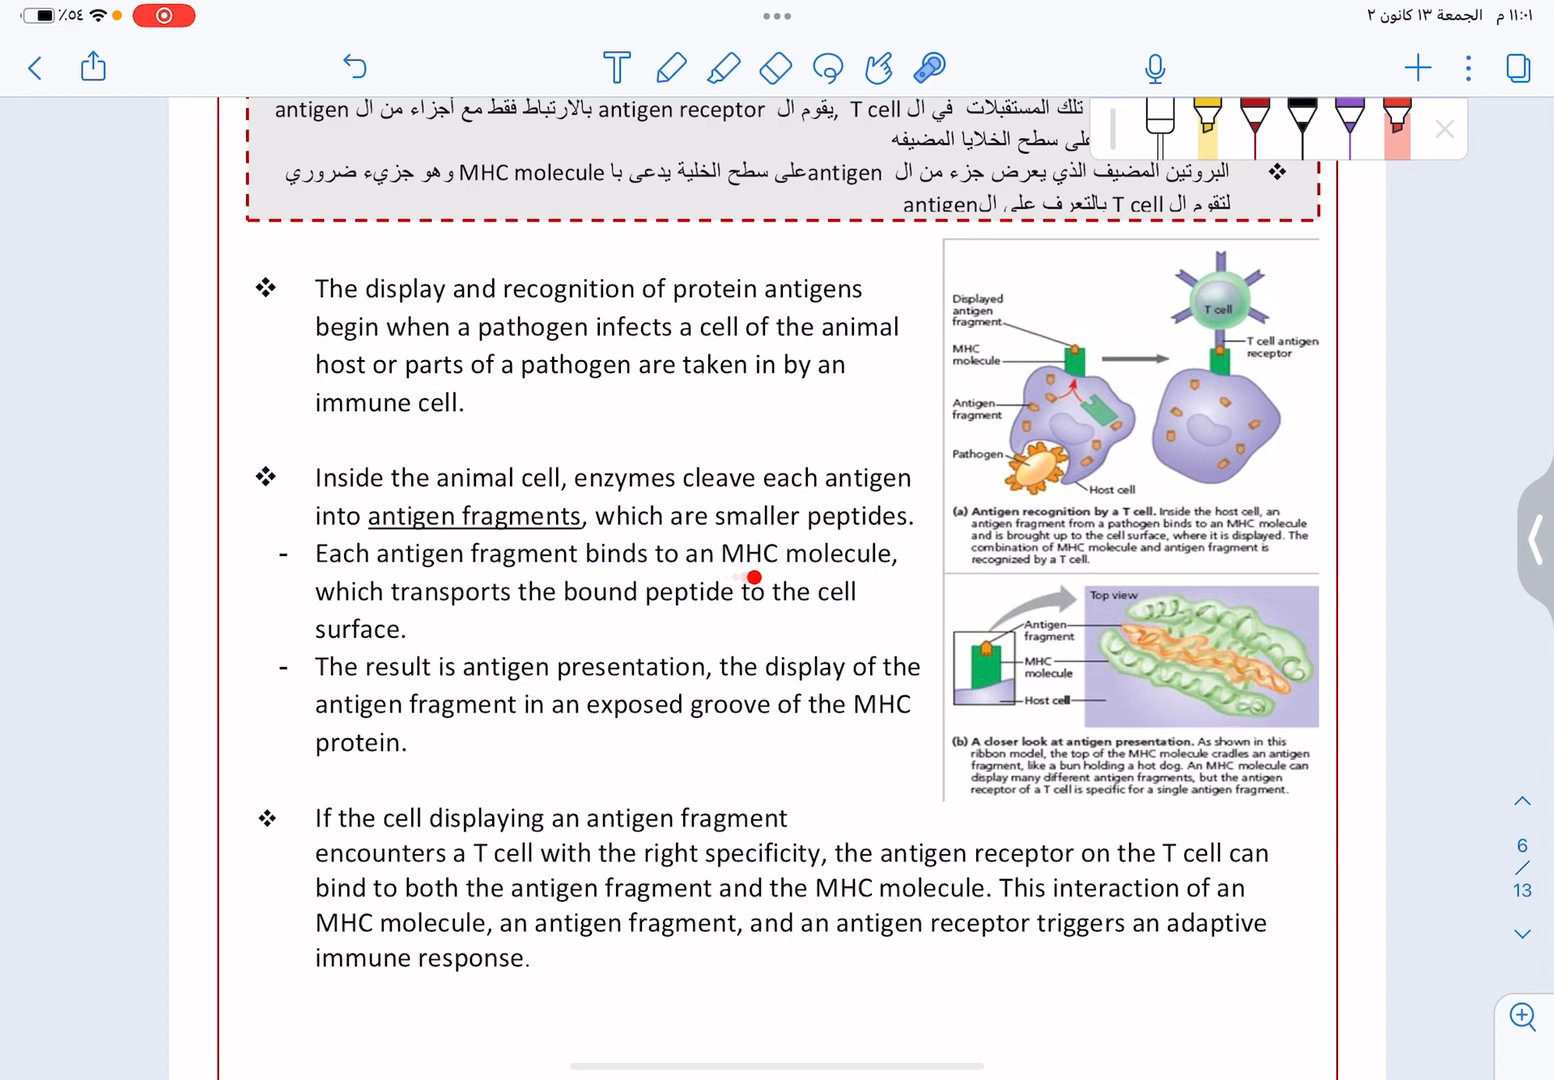 ٪٥٤
١١:٠١ م الجمعة ١٣ كانون ٢
تلك المستقبلات في ال T cell ,يقوم ال antigen receptor بالارتباط فقط مع أجزاء من ال antigen
على سطح الخلايا المضيفه
❖ البروتين المضيف الذي يعرض جزء من ال antigenعلى سطح الخلية يدعى با MHC molecule وهو جزيء ضروري
لتقوم ال T cell بالتعرف على الantigen
❖ The display and recognition of protein antigens
begin when a pathogen infects a cell of the animal
host or parts of a pathogen are taken in by an
immune cell.
❖ Inside the animal cell, enzymes cleave each antigen
into antigen fragments, which are smaller peptides.
- Each antigen fragment binds to an MHC molecule,
which transports the bound peptide to the cell
surface.
- The result is antigen presentation, the display of the
antigen fragment in an exposed groove of the MHC
protein.
❖ If the cell displaying an antigen fragment
encounters a T cell with the right specificity, the antigen receptor on the T cell can
bind to both the antigen fragment and the MHC molecule. This interaction of an
MHC molecule, an antigen fragment, and an antigen receptor triggers an adaptive
immune response.
Displayed
antigen
fragment
MHC
molecule
Antigen
fragment
Pathogen
Host cell
T cell
T cell antigen
receptor
(a) Antigen recognition by a T cell. Inside the host cell, an
antigen fragment from a pathogen binds to an MHC molecule
and is brought up to the cell surface, where it is displayed. The
combination of MHC molecule and antigen fragment is
recognized by a T cell.
Top view
Antigen
fragment
MHC
molecule
Host cell
(b) A closer look at antigen presentation. As shown in this
ribbon model, the top of the MHC molecule cradles an antigen
fragment, like a bun holding a hot dog. An MHC molecule can
display many different antigen fragments, but the antigen
receptor of a T cell is specific for a single antigen fragment.
6
/
13